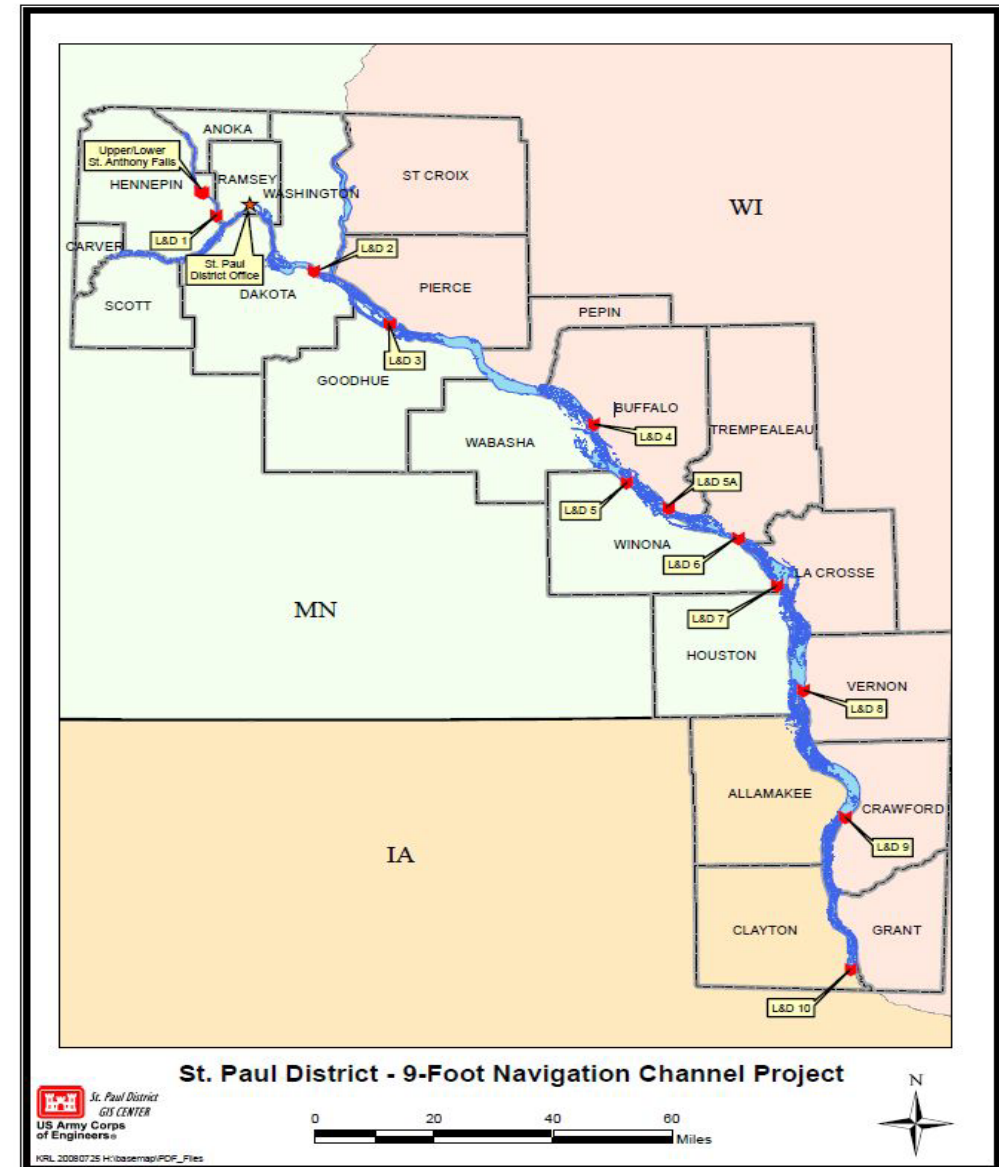 ANOKA
Upper/Lower
St. Anthony Falls
HENNEPIN
RAMSEY
WASHINGTON
ST CROIX
WI
L&D 1
CARVER
St. Paul
District Office
L&D 2
SCOTT
DAKOTA
PIERCE
PEPIN
L&D 3
GOODHUE
BUFFALO
L&D 4
TREMPEALEAU
WABASHA
L&D 5A
L&D 5
WINONA
L&D 6
LA CROSSE
MN
L&D 7
HOUSTON
VERNON
L&D 8
ALLAMAKEE
CRAWFORD
L&D 9
IA
CLAYTON
GRANT
L&D 10
St. Paul District - 9-Foot Navigation Channel Project
St. Paul District
GIS CENTER
US Army Corps
of Engineers®
0 20 40 60
Miles
N
KRL 20080725 H:\basemap\PDF_Files